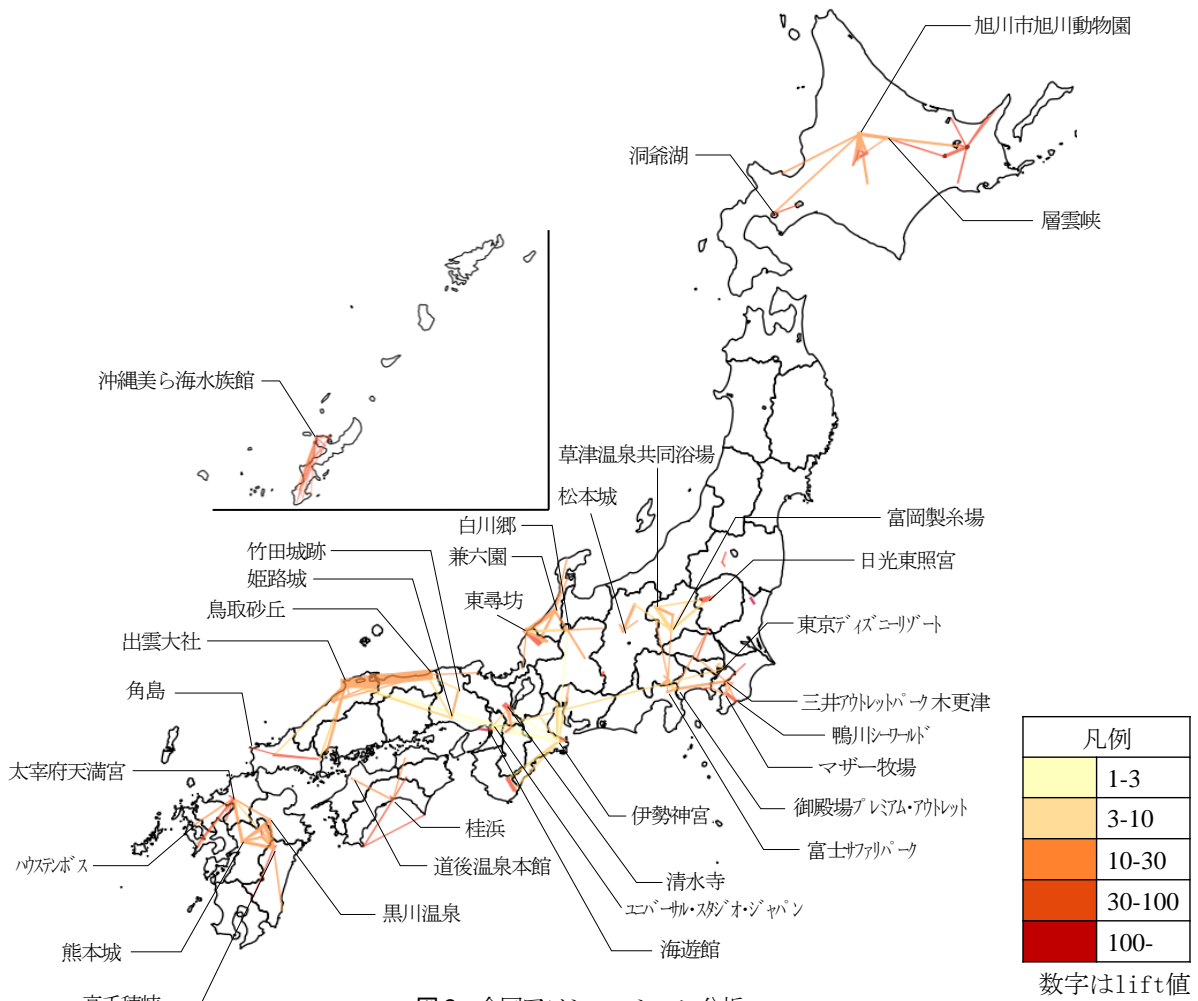 旭川市旭川動物園
洞爺湖
層雲峡
沖縄美ら海水族館
草津温泉共同浴場
松本城
富岡製糸場
白川郷
竹田城跡
兼六園
日光東照宮
姫路城
東尋坊
鳥取砂丘
東京ディズニーリゾート
出雲大社
角島
三井アウトレットパーク木更津
鴨川シーワールド
凡例
太宰府天満宮
マザー牧場
1-3
伊勢神宮
御殿場プレミアム・アウトレット
3-10
桂浜
富士サファリパーク
ハウステンボス
道後温泉本館
10-30
清水寺
黒川温泉
ユニバーサル・スタジオ・ジャパン
30-100
熊本城
海遊館
100-
数字はlift値